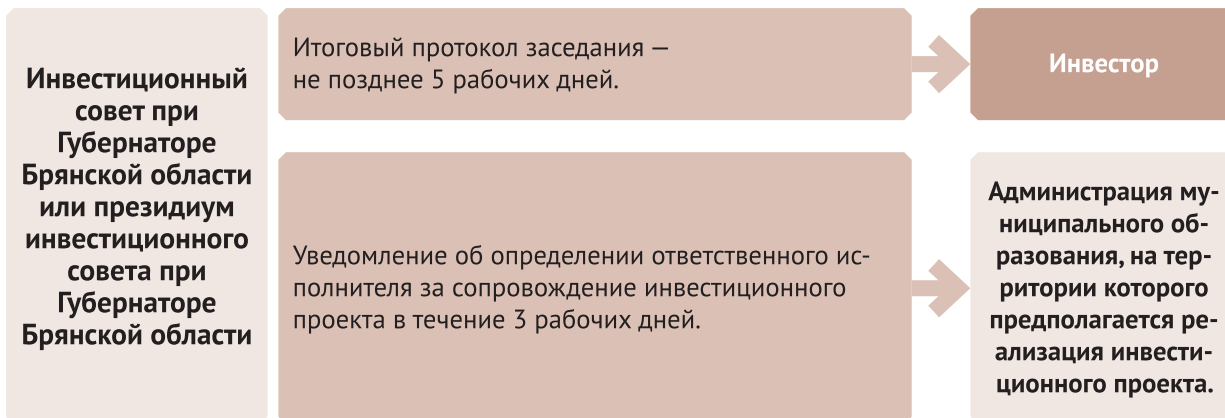 Инвестиционный
совет при
Губернаторе
Брянской области
или президиум
инвестиционного
совета при
Губернаторе
Брянской области
Итоговый протокол заседания —
не позднее 5 рабочих дней.
Инвестор
Уведомление об определении ответственного ис-
полнителя за сопровождение инвестиционного
проекта в течение 3 рабочих дней.
Администрация му-
ниципального об-
разования, на тер-
ритории которого
предполагается ре-
ализация инвести-
ционного проекта.